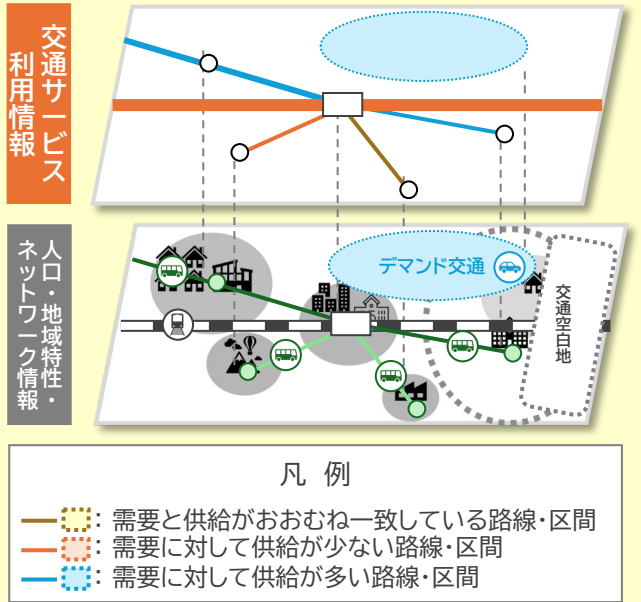 交通サービス
利用情報
人口・地域特性・
ネットワーク情報
デマンド交通
交通空白地
凡 例
：需要と供給がおおむね一致している路線・区間
：需要に対して供給が少ない路線・区間
：需要に対して供給が多い路線・区間